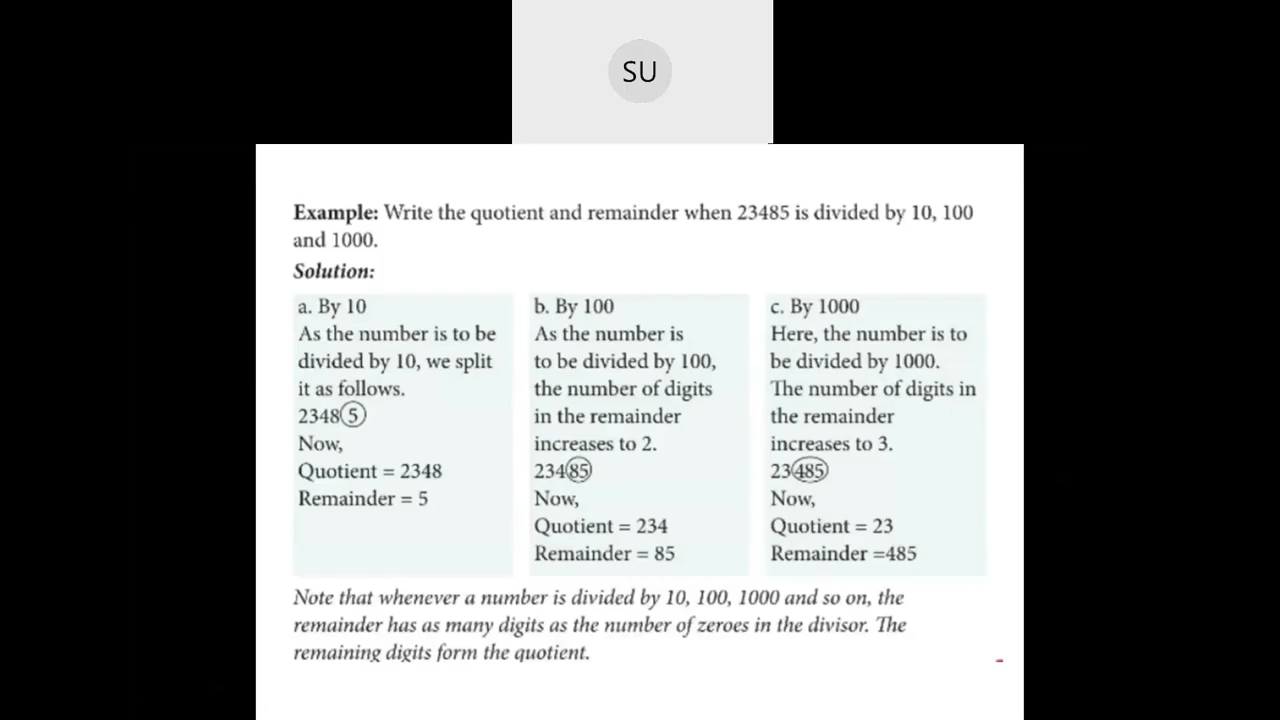 SU
Example: Write the quotient and remainder when 23485 is divided by 10, 100
and 1000.
Solution:
a. By 10
As the number is to be
divided by 10, we split
it as follows.
23485
Now,
Quotient = 2348
Remainder = 5
b. By 100
As the number is
to be divided by 100,
the number of digits
in the remainder
increases to 2.
23485
Now,
Quotient = 234
Remainder = 85
c. By 1000
Here, the number is to
be divided by 1000.
The number of digits in
the remainder
increases to 3.
23485
Now,
Quotient = 23
Remainder =485
Note that whenever a number is divided by 10, 100, 1000 and so on, the
remainder has as many digits as the number of zeroes in the divisor. The
remaining digits form the quotient.